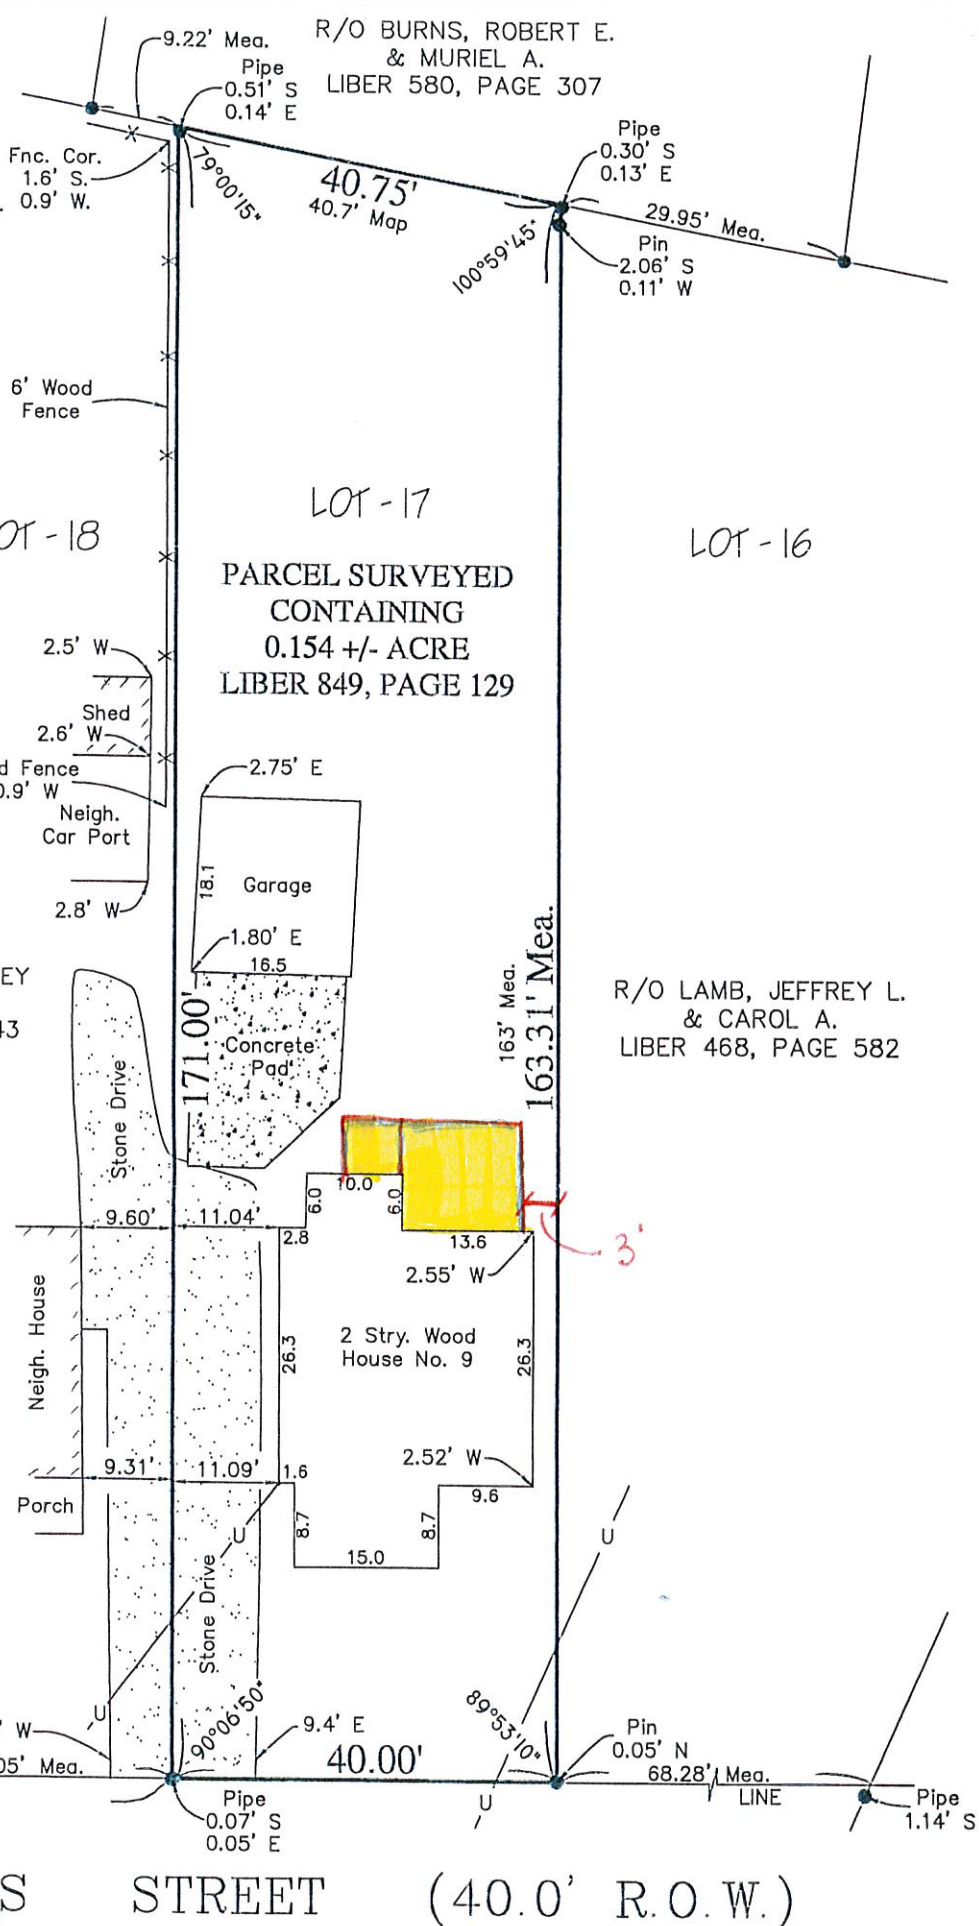 R/O BURNS, ROBERT E.
& MURIEL A.
LIBER 580, PAGE 307
9.22' Mea.
Pipe
0.51' S
0.14' E
Fnc. Cor.
1.6' S.
0.9' W.
79°00'15"
40.75'
40.7' Map
Pipe
0.30' S
0.13' E
100°59'45"
29.95' Mea.
Pin
2.06' S
0.11' W
6' Wood
Fence
LOT-17
OT-18
LOT-16
PARCEL SURVEYED
CONTAINING
0.154 +/- ACRE
LIBER 849, PAGE 129
2.5' W
Shed
2.6' W
d Fence
0.9' W
Neigh.
Car Port
2.8' W
2.75' E
18.1
Garage
1.80' E
16.5
EY
43
171.00'
Concrete
Pad
Stone Drive
163' Mea.
163.31' Mea.
R/O LAMB, JEFFREY L.
& CAROL A.
LIBER 468, PAGE 582
10.0
6.0
6.0
9.60'
11.04'
2.8
13.6
3'
2.55' W
Neigh. House
26.3
2 Stry. Wood
House No. 9
26.3
2.52' W
9.31'
11.09'
1.6
9.6
Porch
U
8.7
8.7
U
15.0
Stone Drive
U
90°06'50"
89°53'10"
' W
9.4' E
Pin
0.05' N
05' Mea.
40.00'
68.28' Mea.
LINE
U
Pipe
0.07' S
0.05' E
Pipe
1.14' S
S STREET (40.0' R.O.W.)